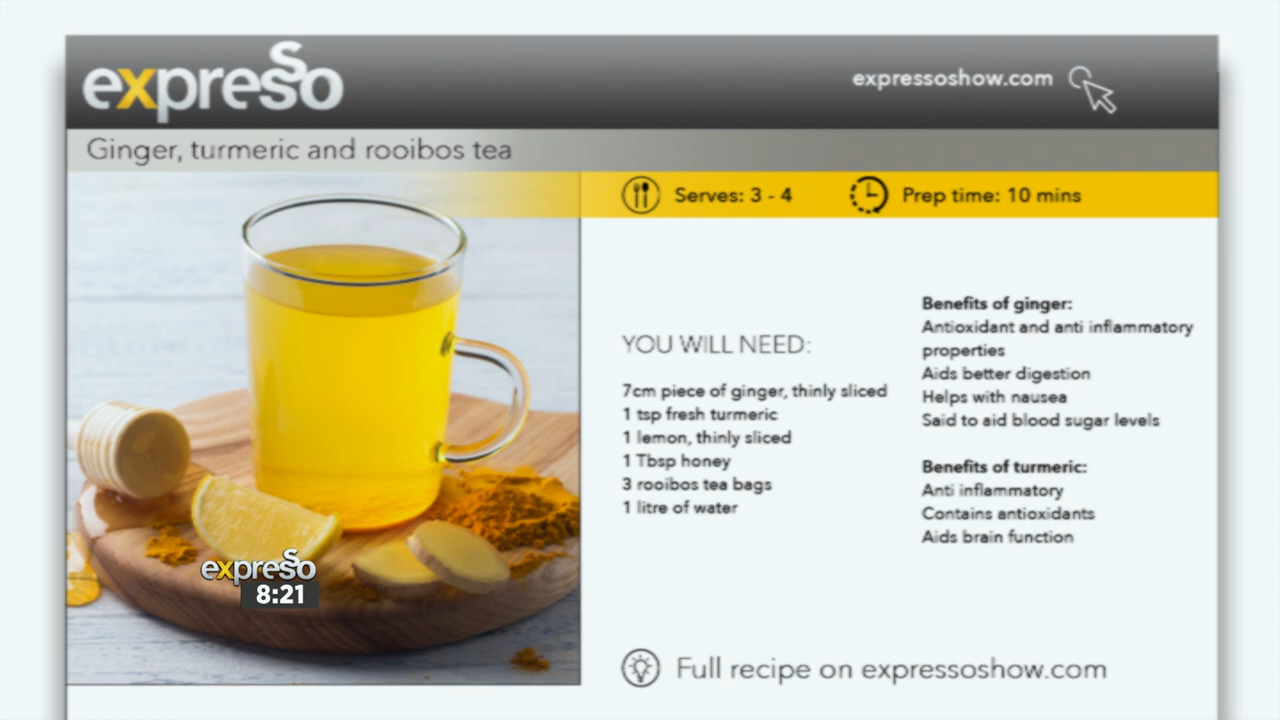 expresso
expressoshow.com
Ginger, turmeric and rooibos tea
Serves: 3 - 4
Prep time: 10 mins
YOU WILL NEED:
7cm piece of ginger, thinly sliced
1 tsp fresh turmeric
1 lemon, thinly sliced
1 Tbsp honey
3 rooibos tea bags
1 litre of water
Benefits of ginger:
Antioxidant and anti inflammatory
properties
Aids better digestion
Helps with nausea
Said to aid blood sugar levels
Benefits of turmeric:
Anti inflammatory
Contains antioxidants
Aids brain function
expresso
8:21
Full recipe on expressoshow.com